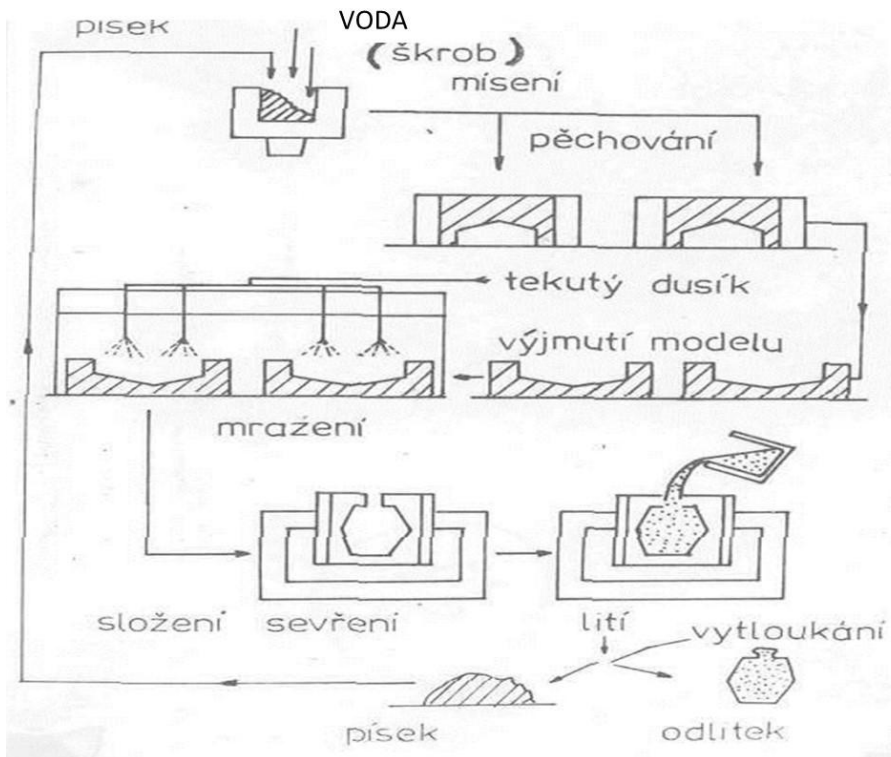 písek VODA
(škrob)
mísení
pěchování
tekutý dusík
výjmutí modelu
mražení
složení sevření lití
vytloukání
písek odlitek